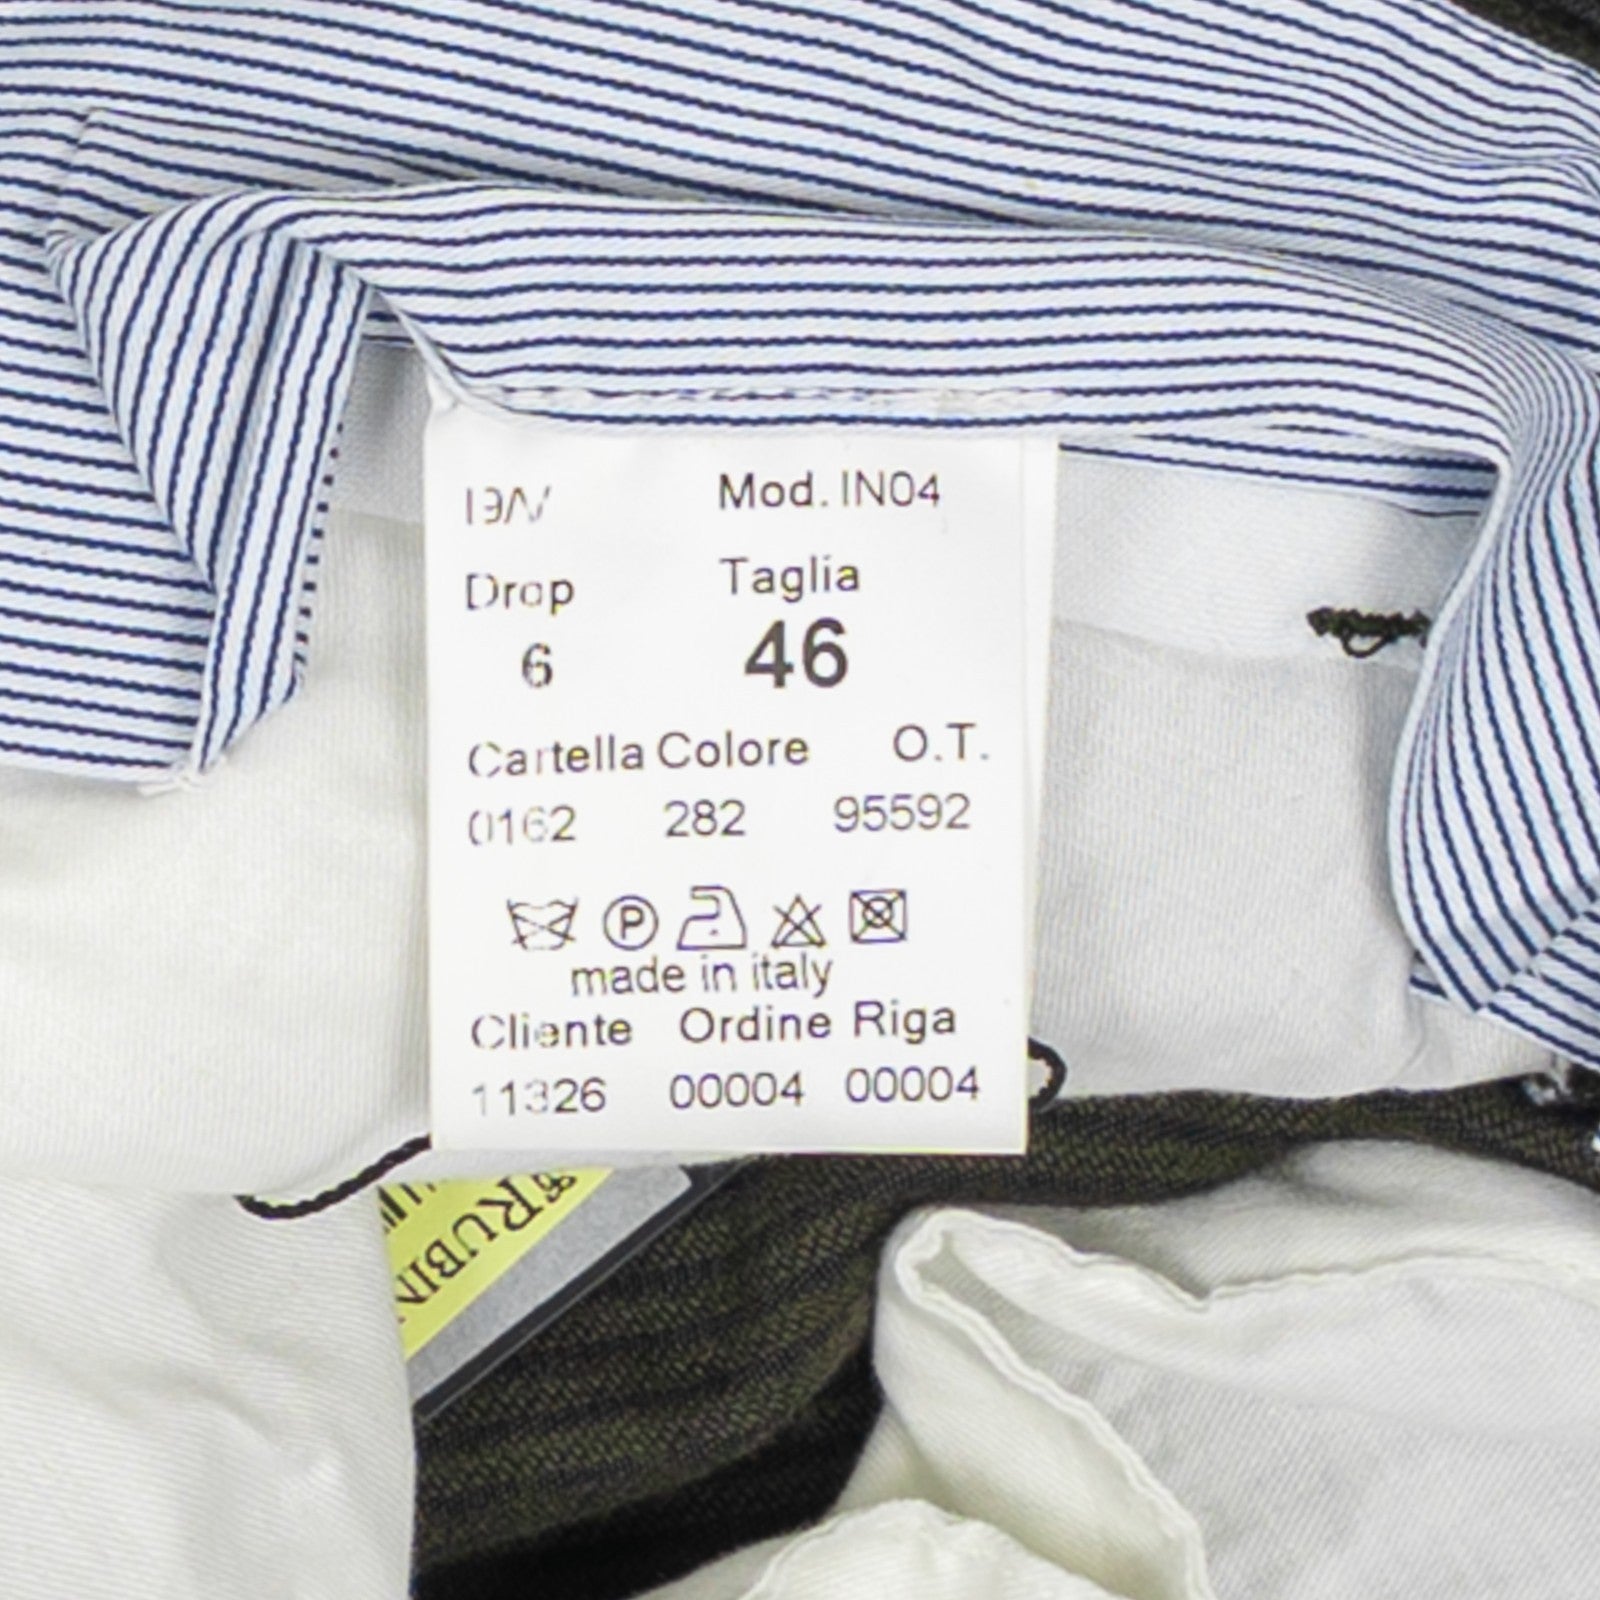 Mod. IN04
Drop Taglia
6 46
Cartella Colore O.T.
0162 282 95592
P
made in italy
Cliente Ordine Riga
11326 00004 00004